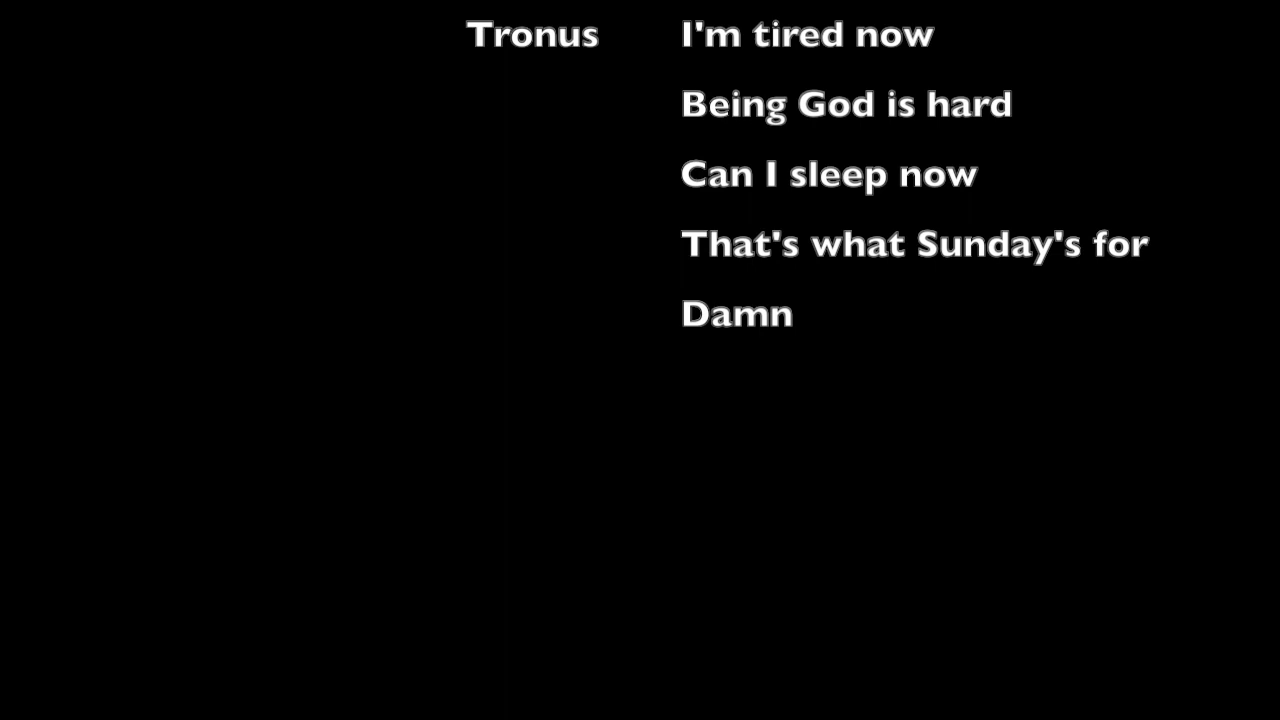 Tronus I'm tired now
Being God is hard
Can I sleep now
That's what Sunday's for
Damn